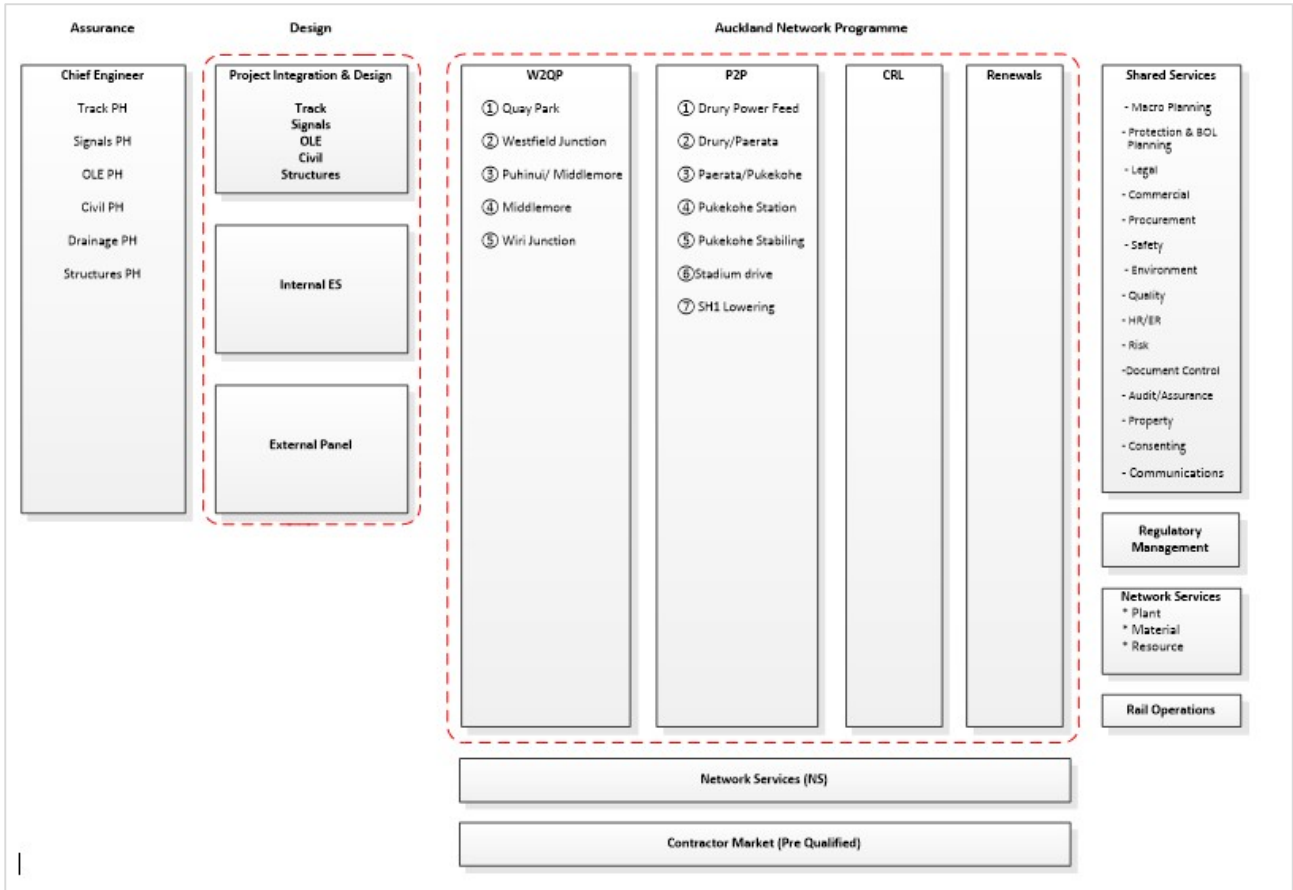 Assurance
Design
Auckland Network Programme
Chief Engineer
Track PH
Signals PH
OLE PH
Civil PH
Drainage PH
Structures PH
Project Integration & Design
Track
Signals
OLE
Civil
Structures
Internal ES
External Panel
W2QP
① Quay Park
② Westfield Junction
③ Puhinui/ Middlemore
④ Middlemore
⑤ Wiri Junction
P2P
① Drury Power Feed
② Drury/Paerata
③ Paerata/Pukekohe
④ Pukekohe Station
⑤ Pukekohe Stabiling
⑥Stadium drive
⑦ SH1 Lowering
CRL
Renewals
Shared Services
- Macro Planning
- Protection & BOL
Planning
- Legal
- Commercial
- Procurement
- Safety
- Environment
- Quality
- HR/ER
- Risk
-Document Control
- Audit/Assurance
- Property
- Consenting
- Communications
Regulatory
Management
Network Services
* Plant
* Material
* Resource
Rail Operations
Network Services (NS)
Contractor Market (Pre Qualified)